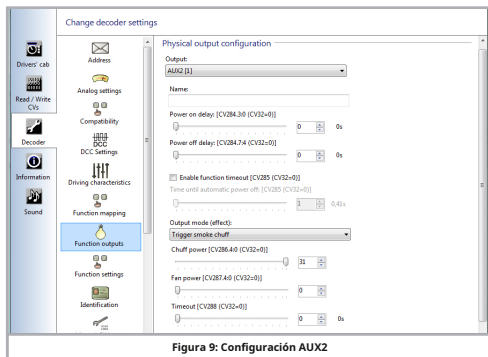 Change decoder settings
Drivers' cab
Read / Write
CVs
Decoder
Information
Sound
Address
Analog settings
Compatibility
DCC
DCC Settings
Driving characteristics
Function mapping
Function outputs
Function settings
Identification
Physical output configuration
Output:
AUX2 [1]
Name:
Power on delay: [CV284.3:0 (CV32=0)]
0 0s
Power off delay: [CV284.7:4 (CV32=0)]
0 0s
Enable function timeout [CV285 (CV32=0)]
Time until automatic power off: [CV285 (CV32=0)]
1 0,41s
Output mode (effect):
Trigger smoke chuff
Chuff power [CV286.4:0 (CV32=0)]
31
Fan power [CV287.4:0 (CV32=0)]
0
Timeout [CV288 (CV32=0)]
0 0s
Figura 9: Configuración AUX2